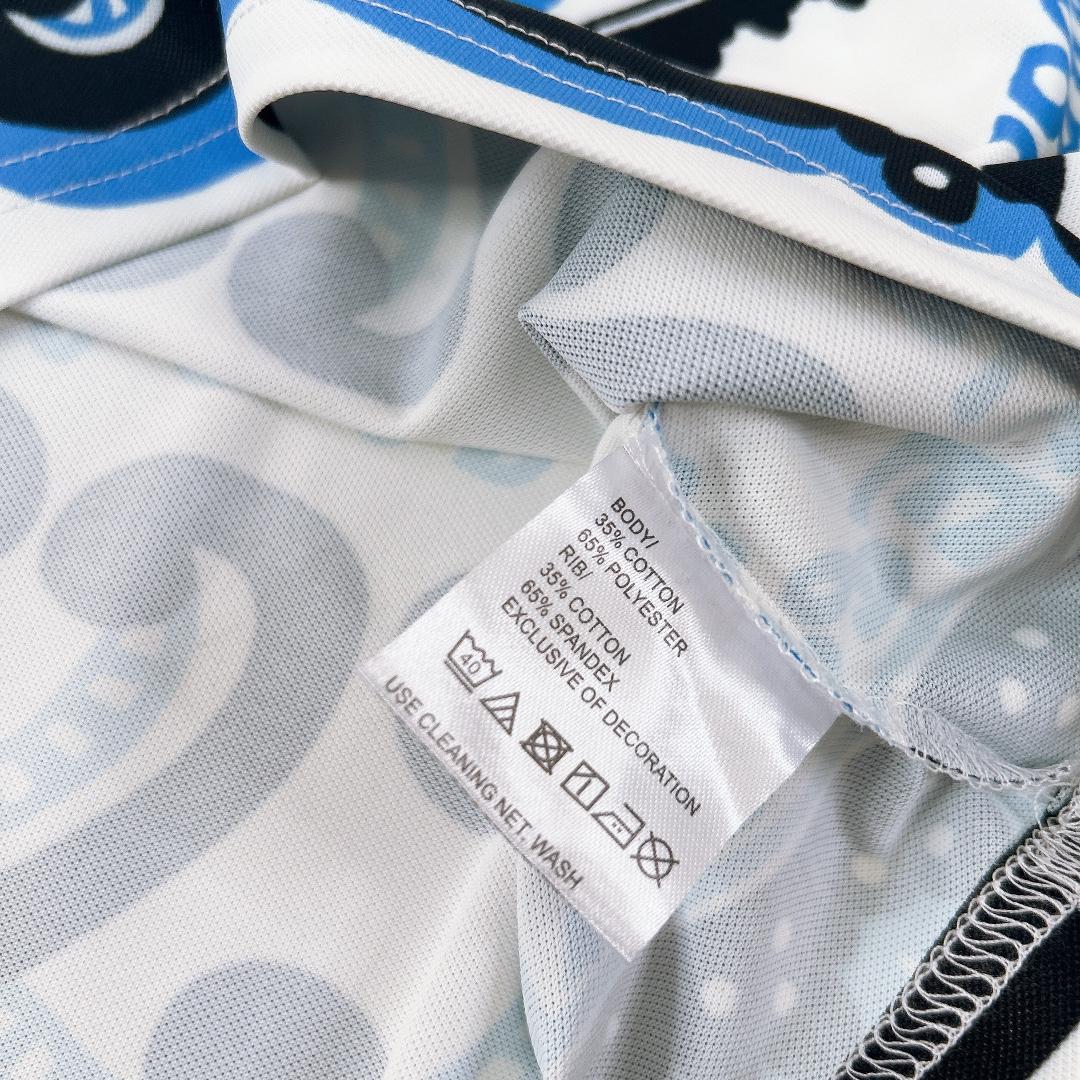 BODY/
35% COTTON
65% POLYESTER
RIB/
35% COTTON
65% SPANDEX
EXCLUSIVE OF DECORATION
40
USE CLEANING NET, WASH